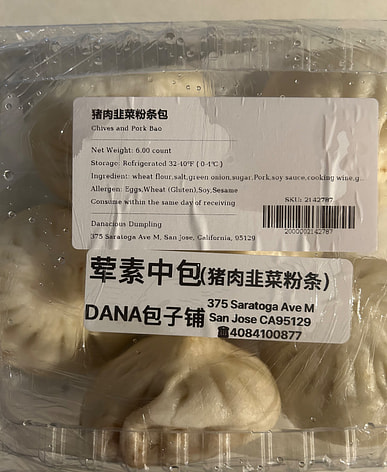 猪肉韭菜粉条包
Chives and Pork Bao
Net Weight: 6.00 count
Storage: Refrigerated 32-40°F ( 0-4℃)
Ingredient: wheat flour,salt,green onion,sugar,Pork,soy sauce,cooking wine,g
Allergen: Eggs,Wheat (Gluten),Soy,Sesame
Consume within the same day of receiving
SKU: 2142787
2000002142787
Danacious Dumpling
375 Saratoga Ave M, San jose, California, 95129
荤素中包(猪肉韭菜粉条)
DANA包子铺
375 Saratoga Ave M
San Jose CA95129
☎4084100877